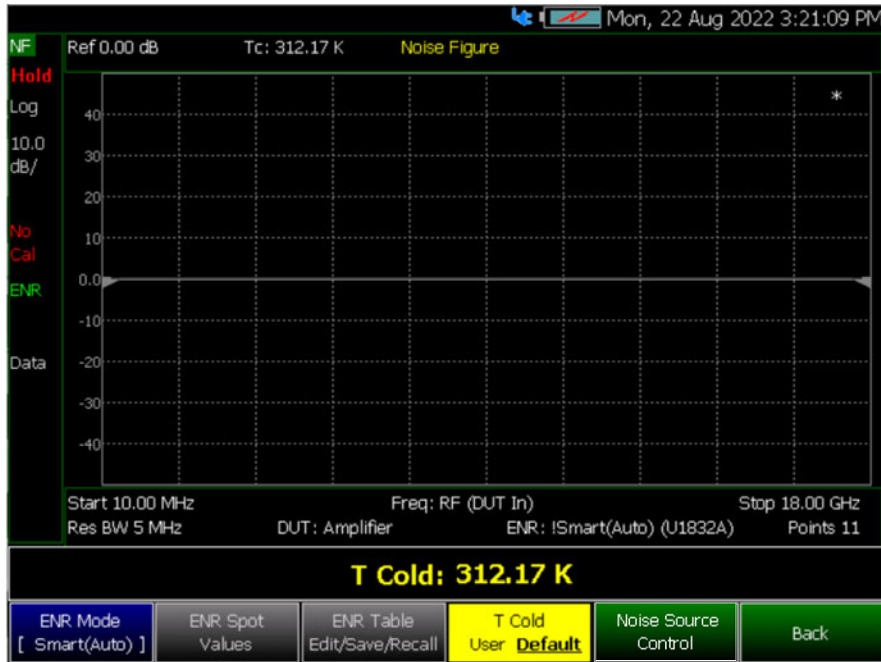 Mon, 22 Aug 2022 3:21:09 PM
NF Ref 0.00 dB Tc: 312.17 K Noise Figure
Hold
Log
10.0
dB/
No
Cal
ENR
Data
*
40
30
20
10
0.0
-10
-20
-30
-40
Start 10.00 MHz Freq: RF (DUT In) Stop 18.00 GHz
Res BW 5 MHz DUT: Amplifier ENR: !Smart(Auto) (U1832A) Points 11
T Cold: 312.17 K
ENR Mode
[ Smart(Auto) ]
ENR Spot
Values
ENR Table
Edit/Save/Recall
T Cold
User Default
Noise Source
Control
Back